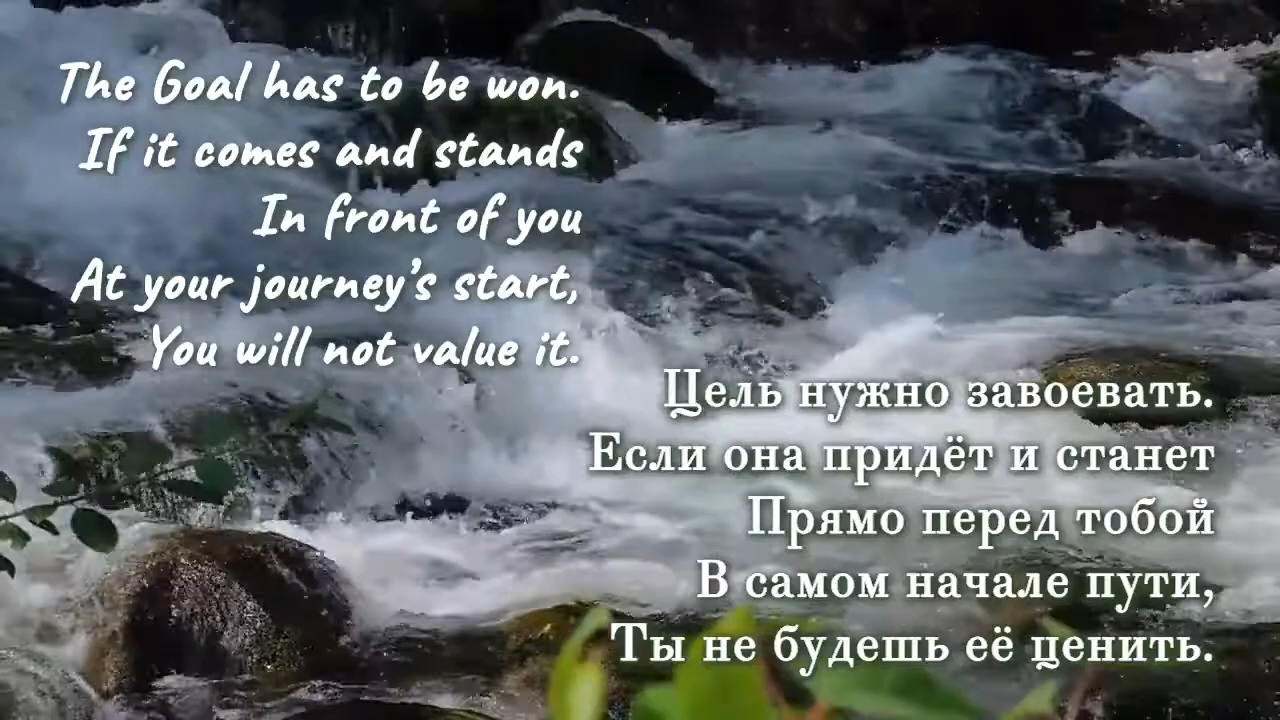 The Goal has to be won.
If it comes and stands
In front of you
At your journey’s start,
You will not value it.
Цель нужно завоевать.
Если она придёт и станет
Прямо перед тобой
В самом начале пути,
Ты не будешь её ценить.